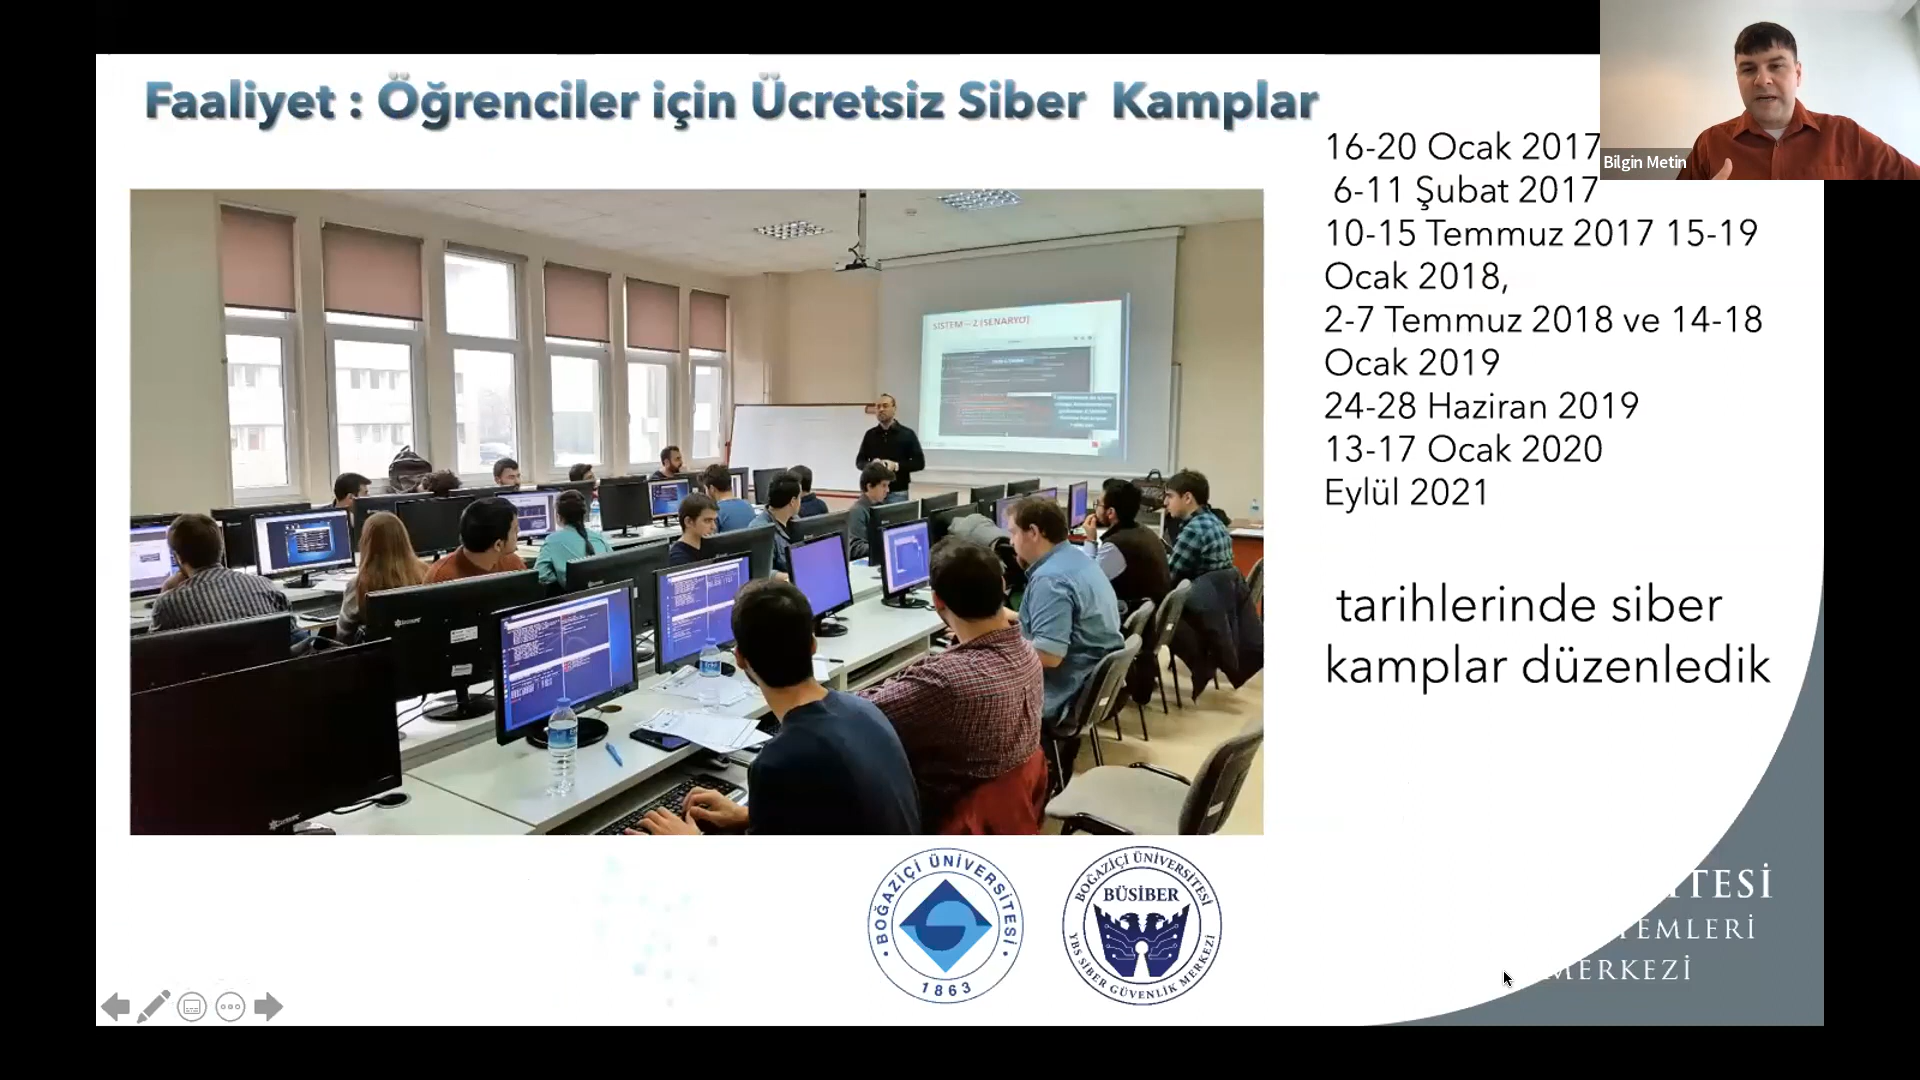 Faaliyet : Öğrenciler için Ücretsiz Siber Kamplar
Bilgin Metin
16-20 Ocak 2017
6-11 Şubat 2017
10-15 Temmuz 2017 15-19
Ocak 2018,
2-7 Temmuz 2018 ve 14-18
Ocak 2019
24-28 Haziran 2019
13-17 Ocak 2020
Eylül 2021
tarihlerinde siber
kamplar düzenledik
SİSTEM – 2 (SENARYO)
BOĞAZİÇİ ÜNİVERSİTESİ
1863
BOĞAZİÇİ ÜNİVERSİTESİ
BÜSİBER
YBS SİBER GÜVENLİK MERKEZİ
İTESİ
TEMLERİ
MERKEZİ